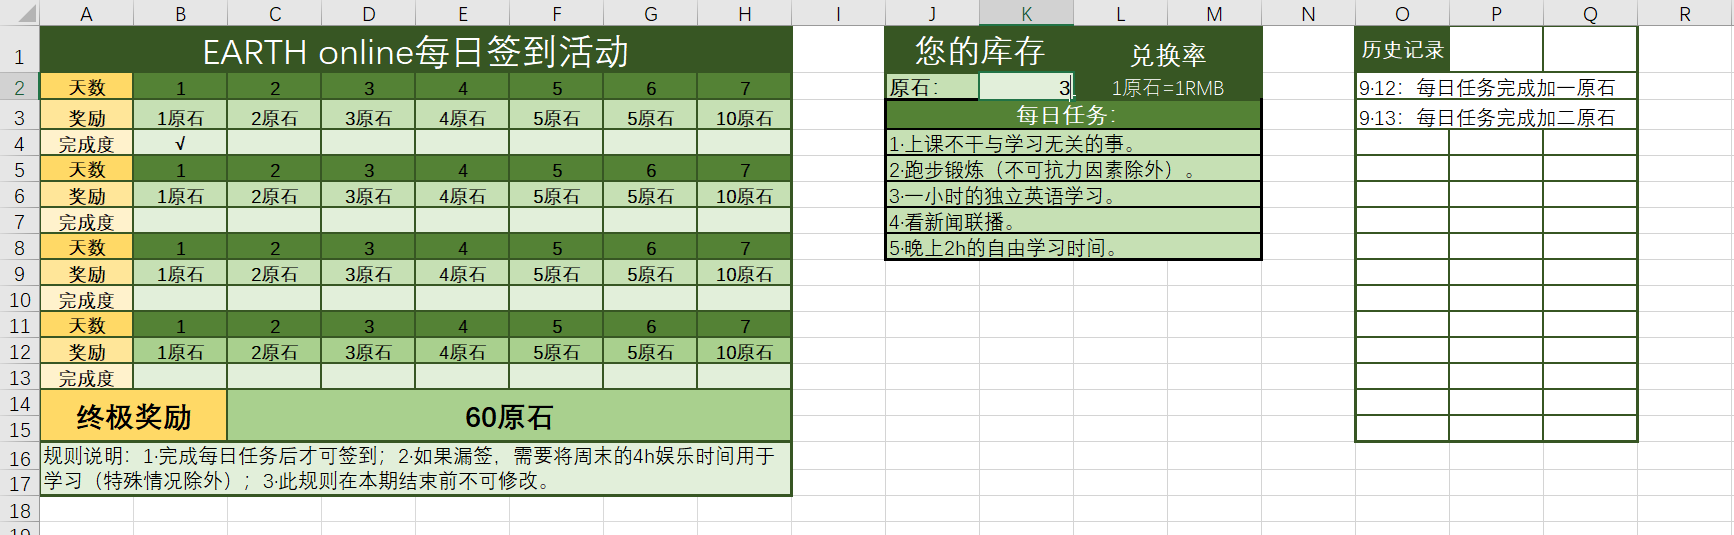 A B C D E F G H I J K L M N O P Q R
1 EARTH online每日签到活动 您的库存 兑换率 历史记录
2 天数 1 2 3 4 5 6 7 原石： 3 1原石=1RMB 9·12：每日任务完成加一原石
3 奖励 1原石 2原石 3原石 4原石 5原石 5原石 10原石 每日任务： 9·13：每日任务完成加二原石
4 完成度 √ 1·上课不干与学习无关的事。
5 天数 1 2 3 4 5 6 7 2·跑步锻炼（不可抗力因素除外）。
6 奖励 1原石 2原石 3原石 4原石 5原石 5原石 10原石 3·一小时的独立英语学习。
7 完成度 4·看新闻联播。
8 天数 1 2 3 4 5 6 7 5·晚上2h的自由学习时间。
9 奖励 1原石 2原石 3原石 4原石 5原石 5原石 10原石
10 完成度
11 天数 1 2 3 4 5 6 7
12 奖励 1原石 2原石 3原石 4原石 5原石 5原石 10原石
13 完成度
14 终极奖励 60原石
15
16 规则说明：1·完成每日任务后才可签到；2·如果漏签，需要将周末的4h娱乐时间用于
17 学习（特殊情况除外）；3·此规则在本期结束前不可修改。
18
19